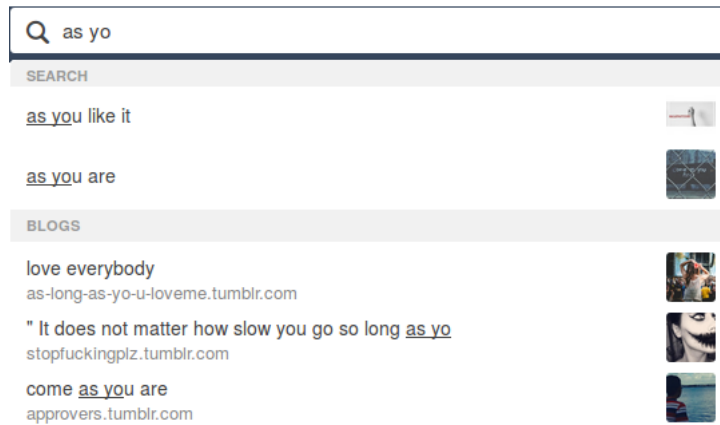 as yo
SEARCH
as you like it
as you are
BLOGS
love everybody
as-long-as-yo-u-loveme.tumblr.com
" It does not matter how slow you go so long as yo
stopfuckingplz.tumblr.com
come as you are
approvers.tumblr.com